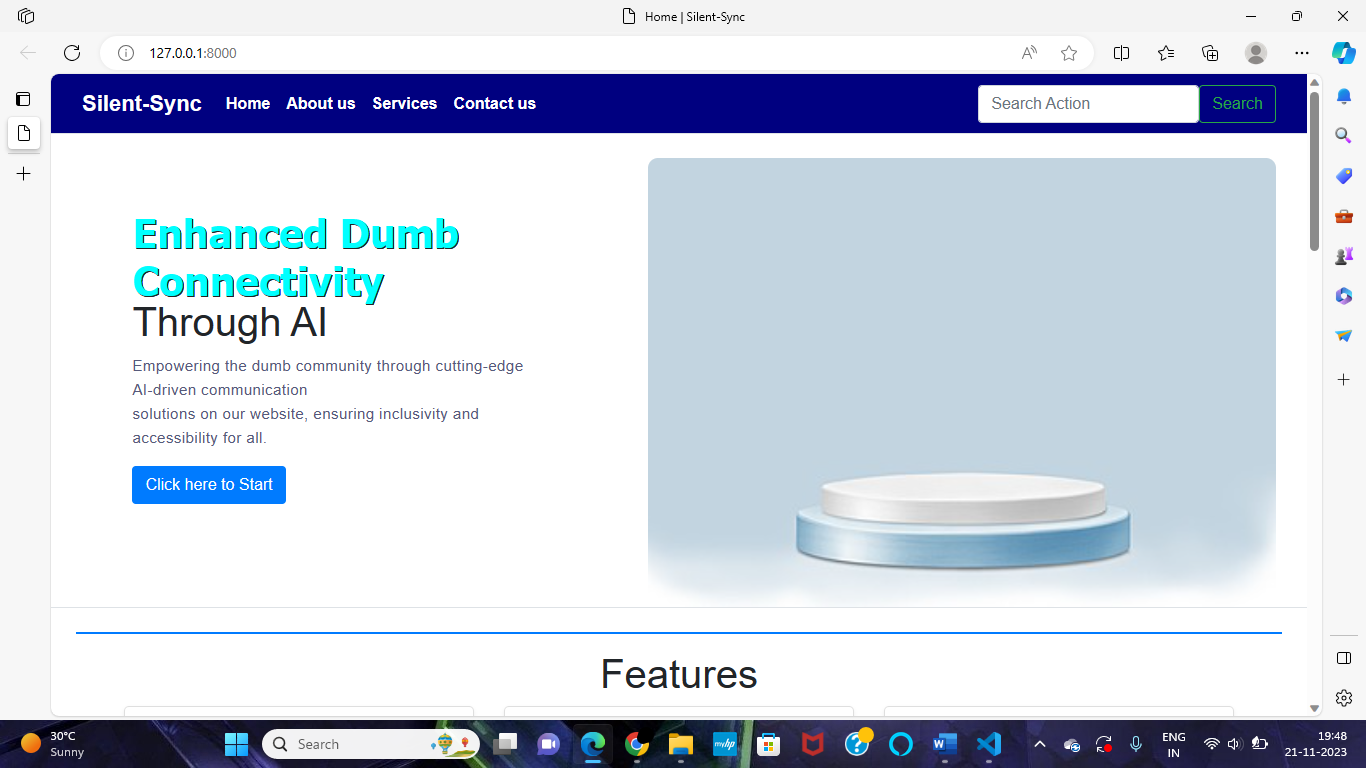 Home | Silent-Sync
127.0.0.1:8000
Silent-Sync Home About us Services Contact us Search Action Search
Enhanced Dumb
Connectivity
Through AI
Empowering the dumb community through cutting-edge
AI-driven communication
solutions on our website, ensuring inclusivity and
accessibility for all.
Click here to Start
Features
30°C
Sunny
Search
myhp
ENG
IN
19:48
21-11-2023